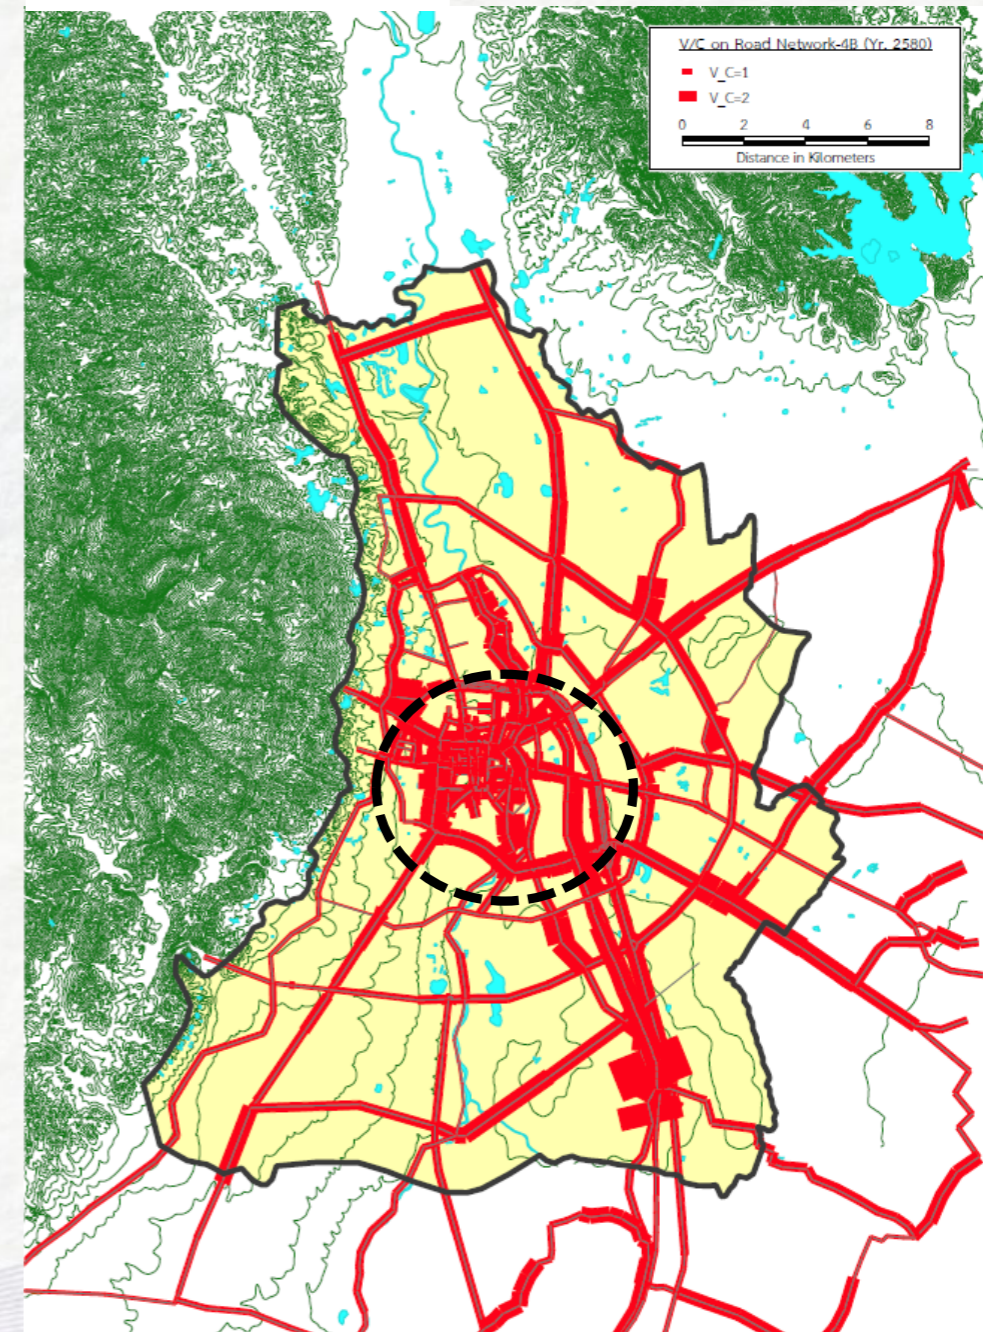 V/C on Road Network-4B (Yr. 2580)
V_C=1
V_C=2
0 2 4 6 8
Distance in Kilometers